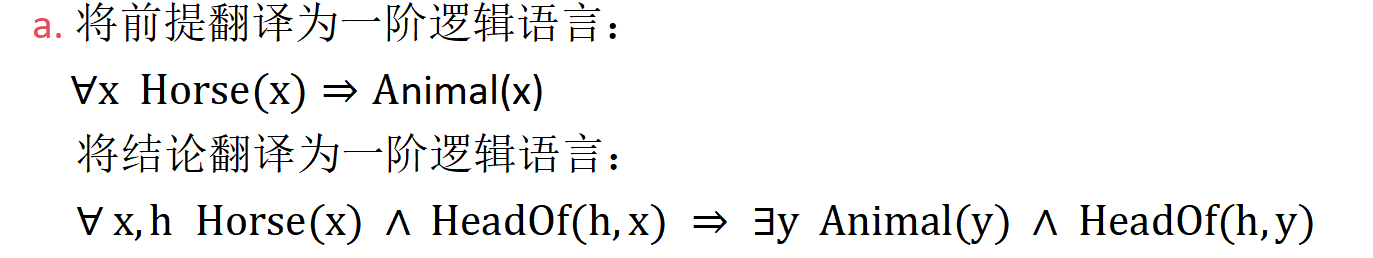 a. 将前提翻译为一阶逻辑语言：
∀x Horse(x) ⇒ Animal(x)
将结论翻译为一阶逻辑语言：
∀ x, h Horse(x) ∧ HeadOf(h, x) ⇒ ∃y Animal(y) ∧ HeadOf(h, y)